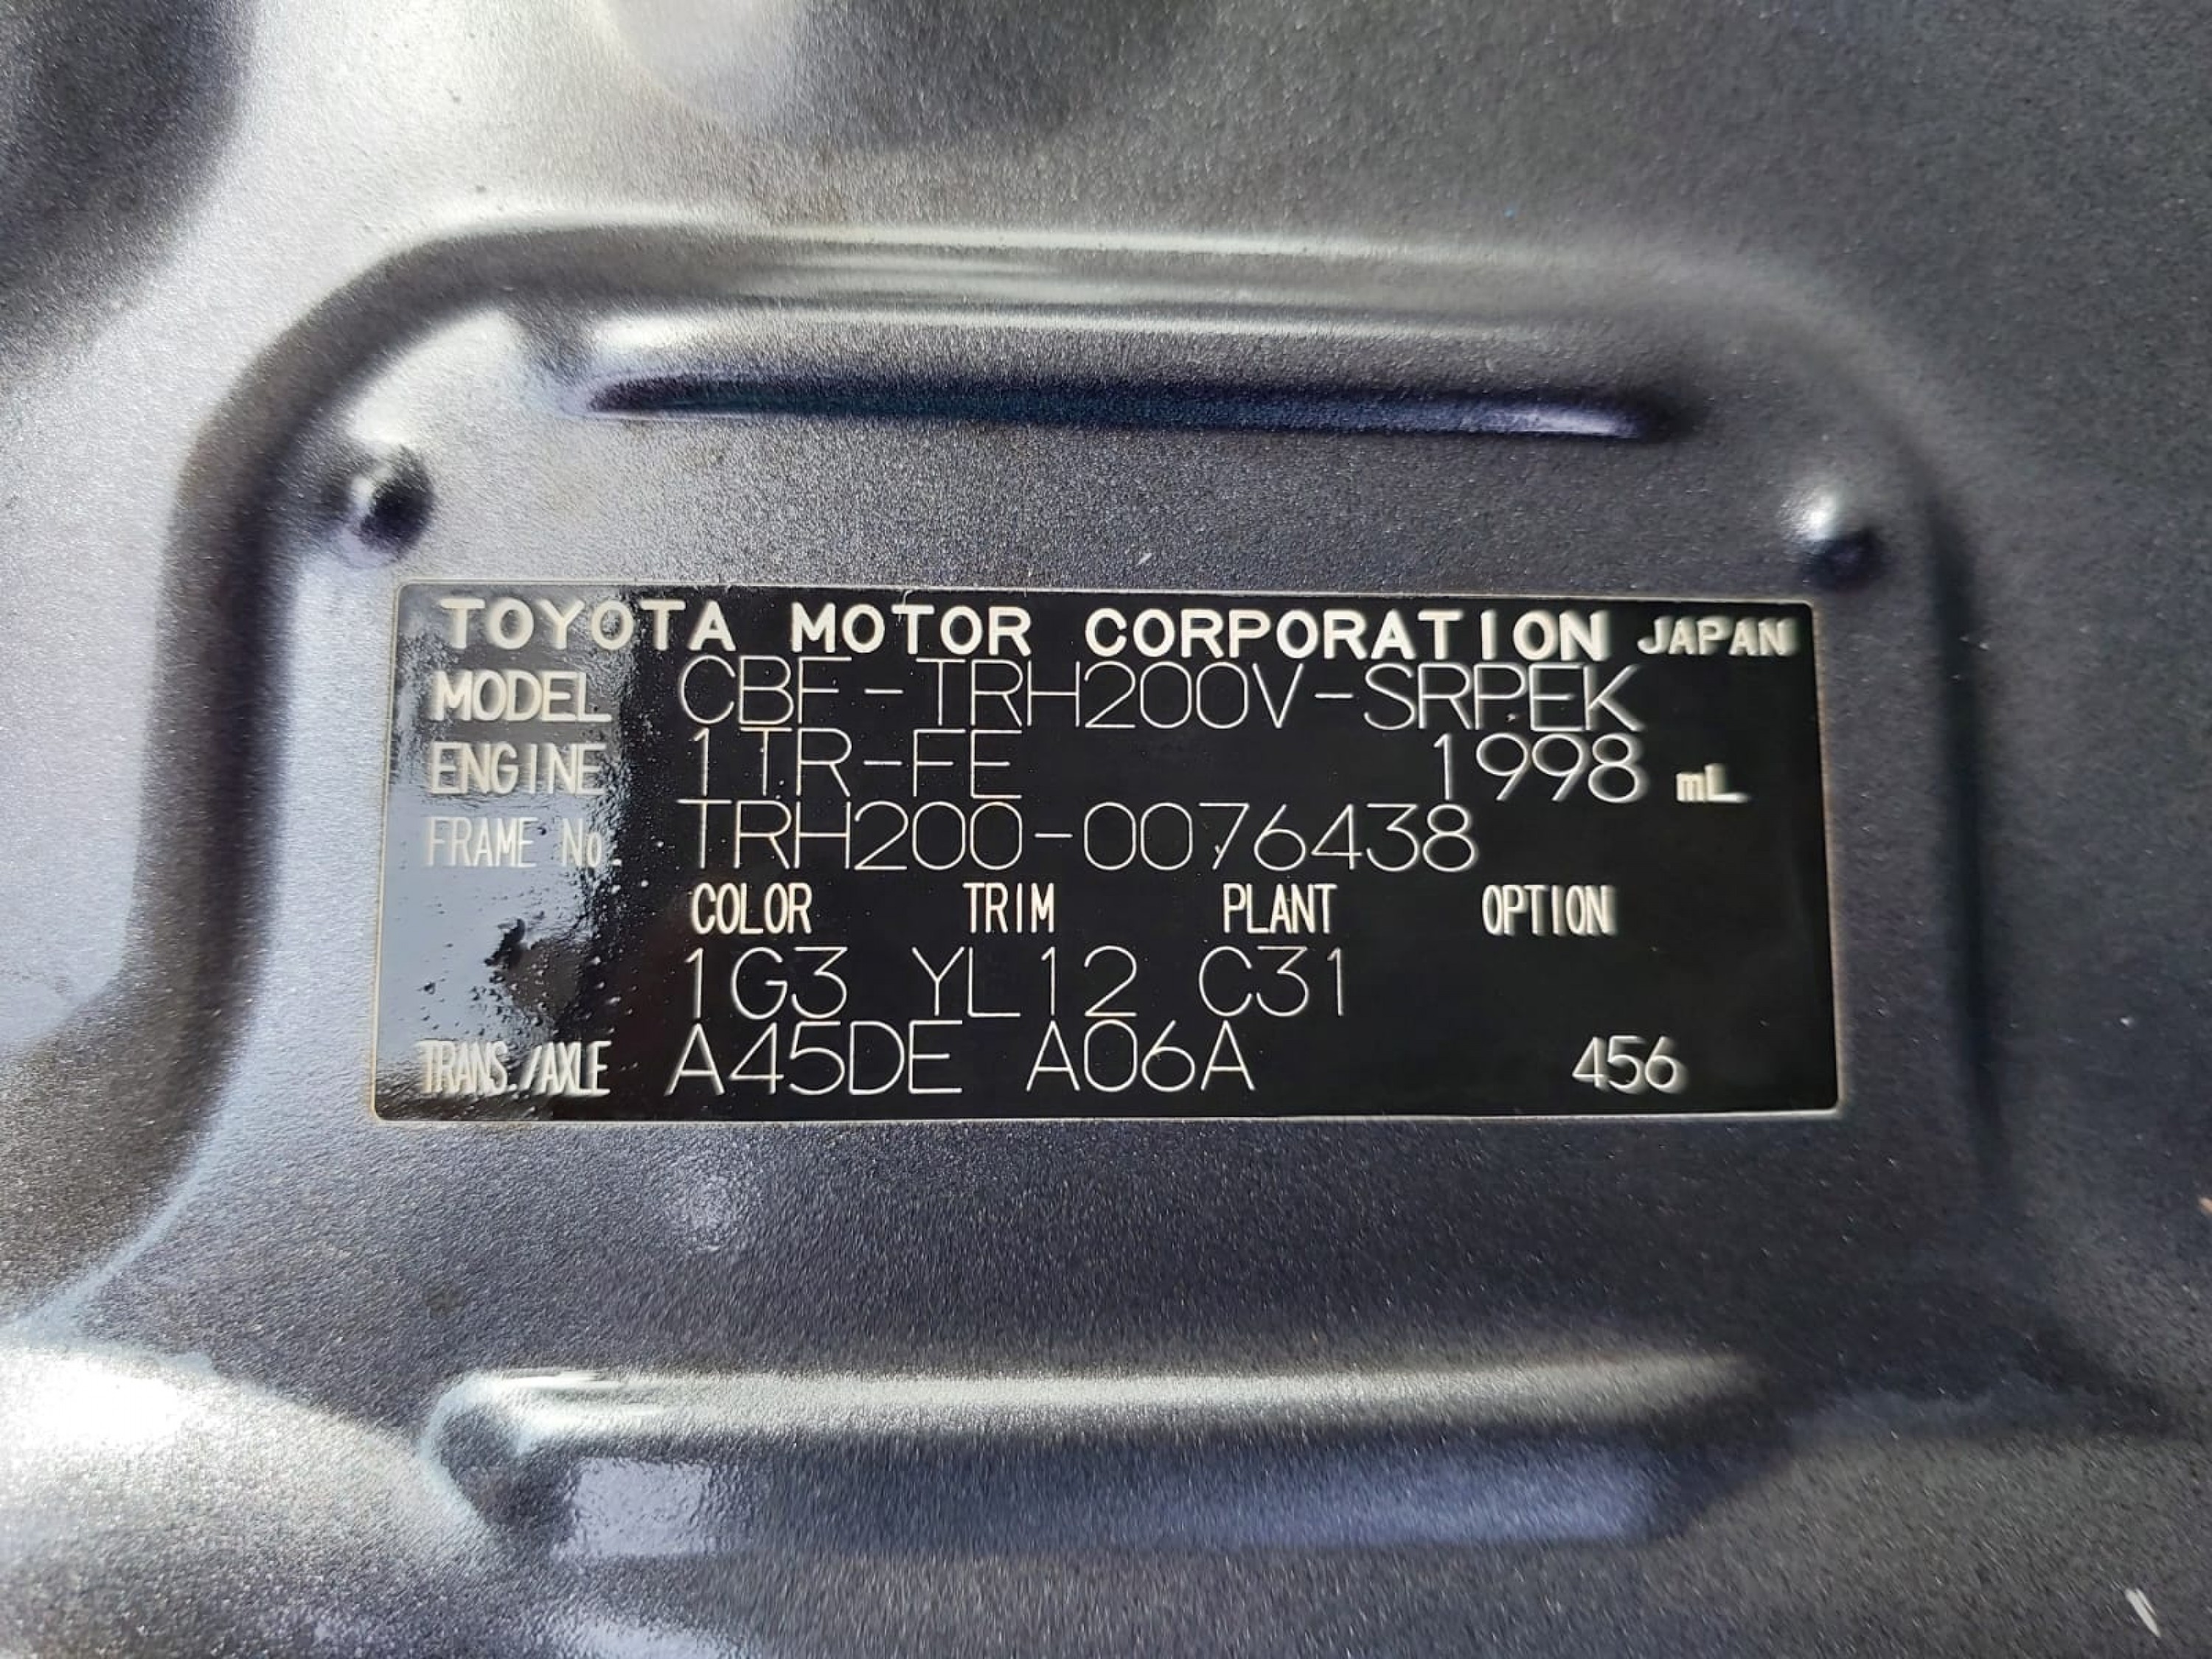 TOYOTA MOTOR CORPORATION JAPAN
MODEL CBF-TRH200V-SRPEK
ENGINE 1TR-FE 1998 mL
FRAME No. TRH200-0076438
COLOR TRIM PLANT OPTION
1G3 YL12 C31
TRANS./AXLE A45DE A06A 456